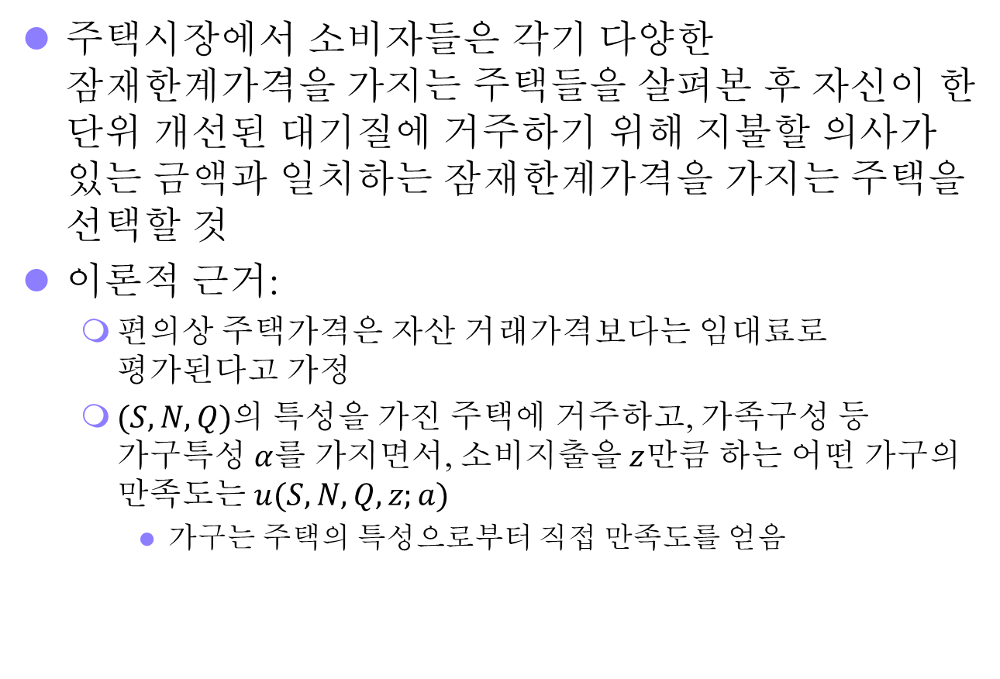 주택시장에서 소비자들은 각기 다양한
잠재한계가격을 가지는 주택들을 살펴본 후 자신이 한
단위 개선된 대기질에 거주하기 위해 지불할 의사가
있는 금액과 일치하는 잠재한계가격을 가지는 주택을
선택할 것
이론적 근거:
편의상 주택가격은 자산 거래가격보다는 임대료로
평가된다고 가정
(S, N, Q)의 특성을 가진 주택에 거주하고, 가족구성 등
가구특성 α를 가지면서, 소비지출을 z만큼 하는 어떤 가구의
만족도는 u(S, N, Q, z; a)
가구는 주택의 특성으로부터 직접 만족도를 얻음